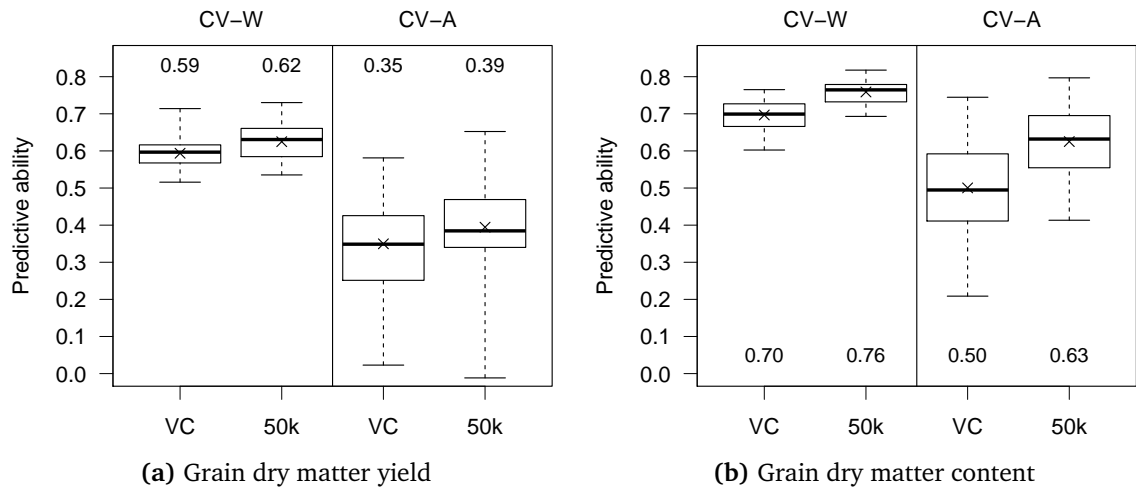 CV−W CV−A
0.59 0.62 0.35 0.39
Predictive ability
0.8
0.7
0.6
0.5
0.4
0.3
0.2
0.1
0.0
VC 50k VC 50k
(a) Grain dry matter yield
CV−W CV−A
Predictive ability
0.8
0.7
0.6
0.5
0.4
0.3
0.2
0.1
0.0
0.70 0.76 0.50 0.63
VC 50k VC 50k
(b) Grain dry matter content